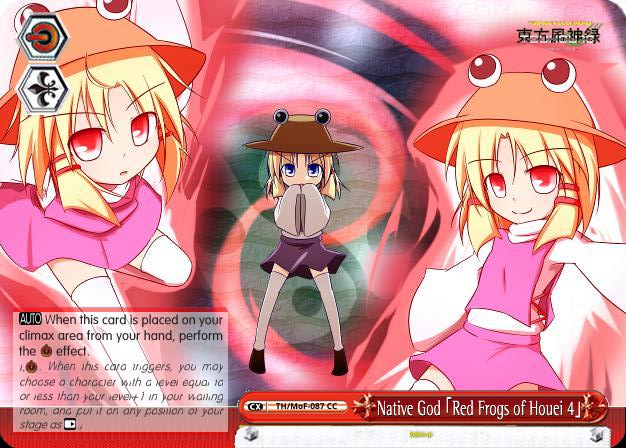 東方風神録
AUTO When this card is placed on your
climax area from your hand, perform
the effect.
(. When this card triggers, you may
choose a character with a level equal to
or less than your level+1 in your waiting
room, and put it on any position of your
stage as .)
CX TH/MoF-087 CC
Native God「Red Frogs of Houei 4」